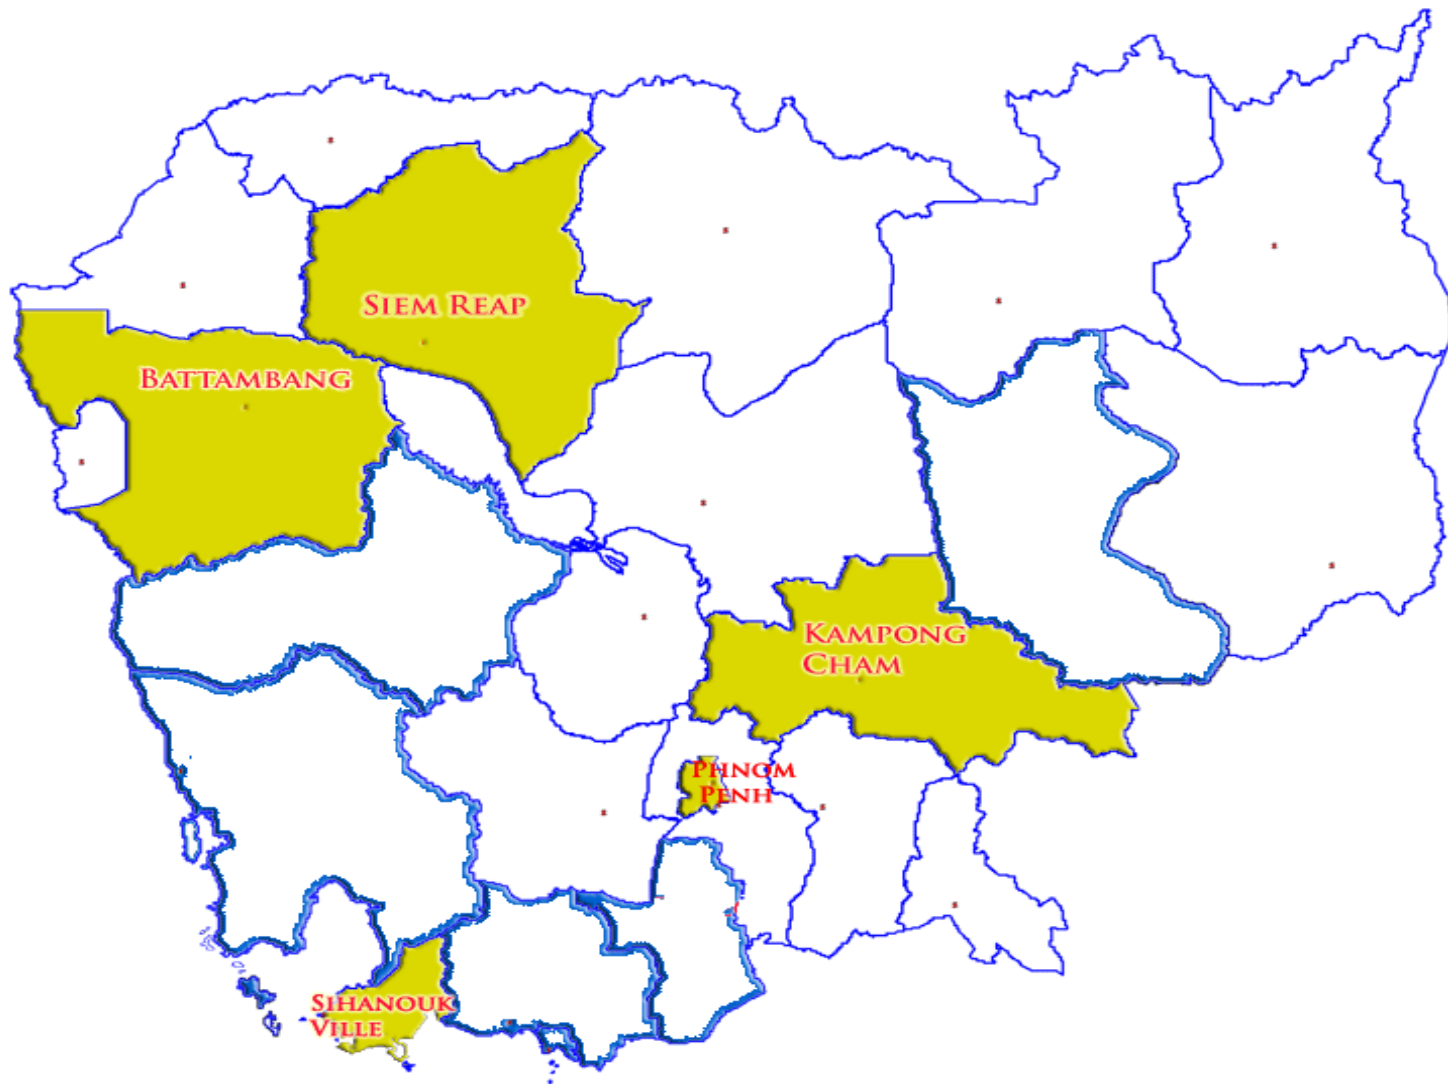 SIEM REAP
BATTAMBANG
KAMPONG
CHAM
PHNOM
PENH
SIHANOUK
VILLE